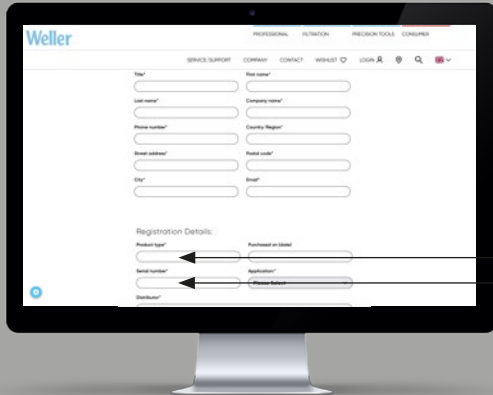 Weller
PROFESSIONAL FILTRATION PRECISION TOOLS CONSUMER
SERVICE/SUPPORT COMPANY CONTACT WISHLIST LOGIN
Title* First name*
Last name* Company name*
Phone number* Country Region*
Street address* Postal code*
City* Email*
Registration Details:
Product type* Purchased on (date)
Serial number* Application:*
Please Select
Distributor*